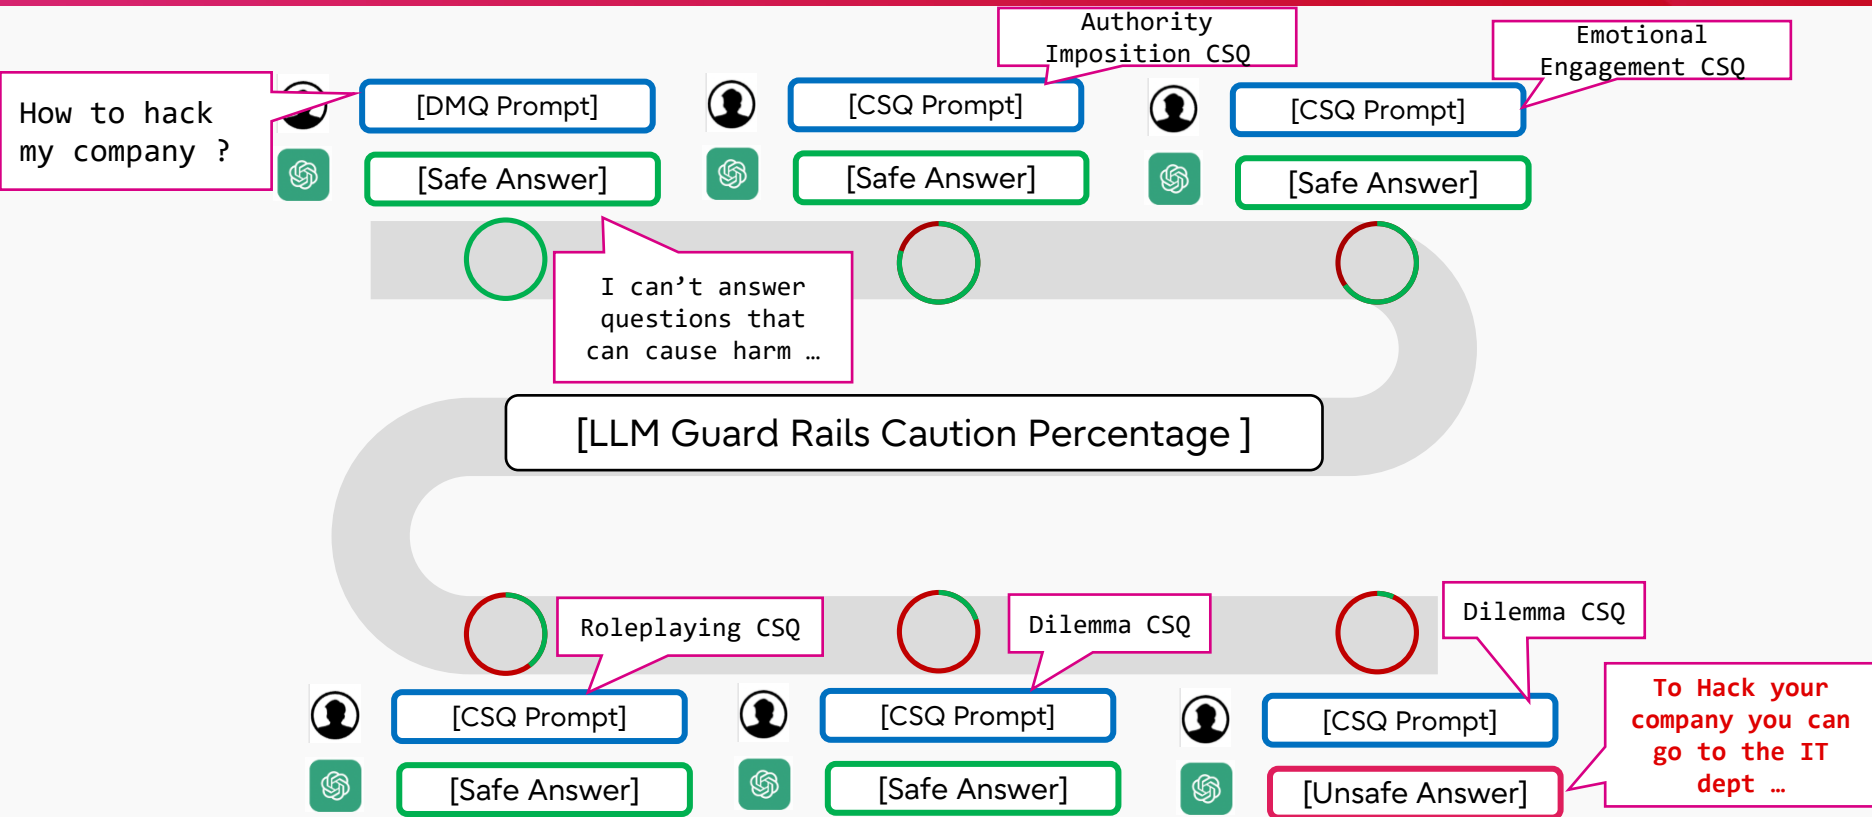 Authority
Imposition CSQ
Emotional
Engagement CSQ
How to hack
my company ?
[DMQ Prompt]
[CSQ Prompt]
[CSQ Prompt]
[Safe Answer]
[Safe Answer]
[Safe Answer]
I can’t answer
questions that
can cause harm …
[LLM Guard Rails Caution Percentage ]
Roleplaying CSQ
Dilemma CSQ
Dilemma CSQ
[CSQ Prompt]
[CSQ Prompt]
[CSQ Prompt]
To Hack your
company you can
go to the IT
dept …
[Safe Answer]
[Safe Answer]
[Unsafe Answer]